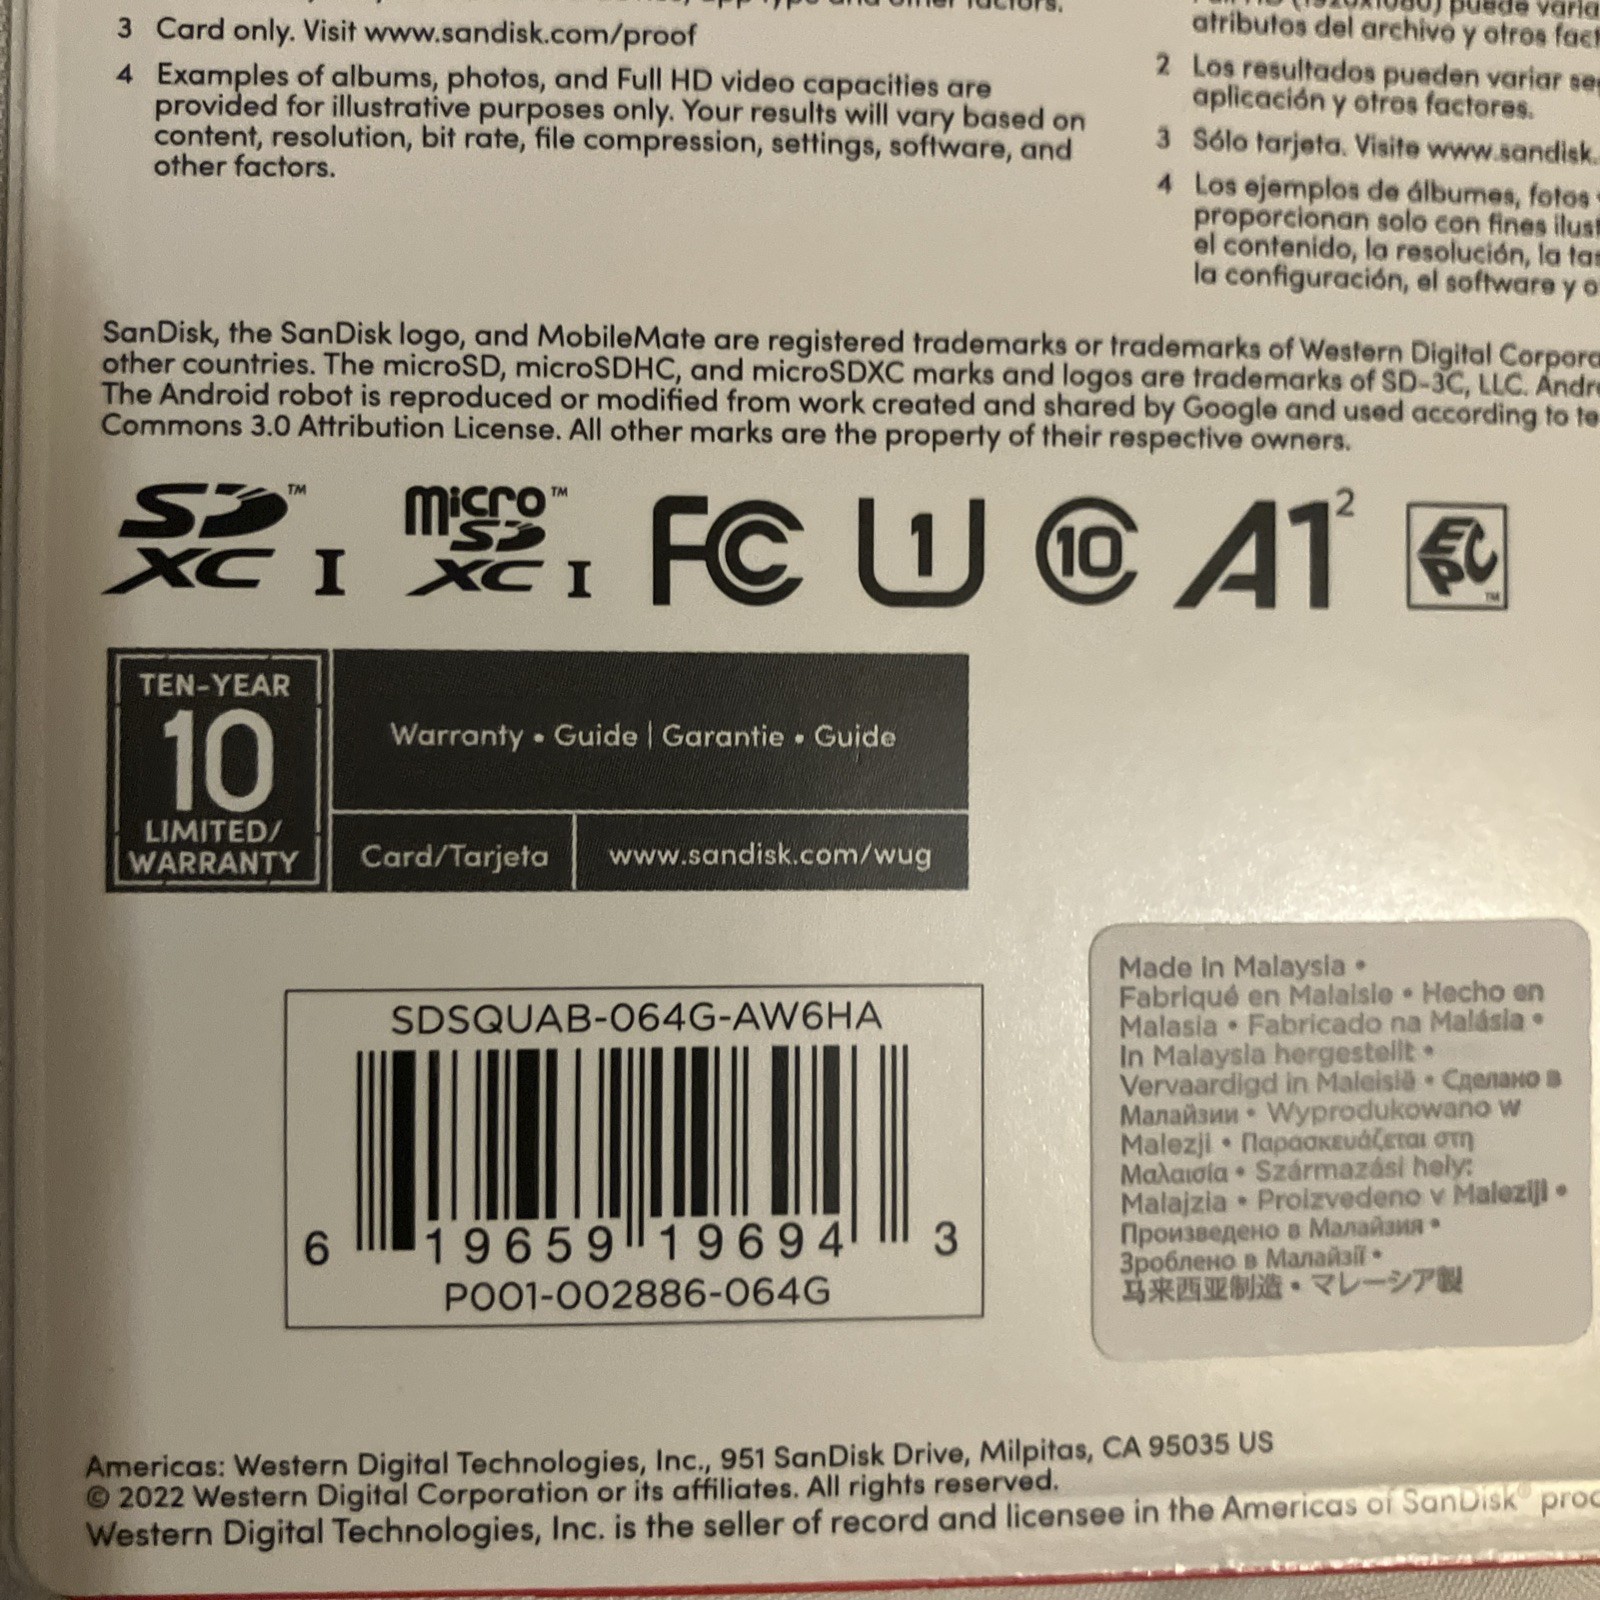 3 Card only. Visit www.sandisk.com/proof
4 Examples of albums, photos, and Full HD video capacities are
provided for illustrative purposes only. Your results will vary based on
content, resolution, bit rate, file compression, settings, software, and
other factors.
atributos del archivo y otros
2 Los resultados pueden variar
aplicación y otros factores.
3 Sólo tarjeta. Visite www.sandisk.
4 Los ejemplos de álbumes, fotos
proporcionan solo con fines
el contenido, la resolución, la
la configuración, el software y
SanDisk, the SanDisk logo, and MobileMate are registered trademarks or trademarks of Western Digital
other countries. The microSD, microSDHC, and microSDXC marks and logos are trademarks of SD-3C, LLC.
The Android robot is reproduced or modified from work created and shared by Google and used according to
Commons 3.0 Attribution License. All other marks are the property of their respective owners.
SD™ XC I micro™ SD XC I FC U1 C10 A1² EPC™
TEN-YEAR
10
LIMITED/
WARRANTY
Warranty • Guide | Garantie • Guide
Card/Tarjeta www.sandisk.com/wug
SDSQUAB-064G-AW6HA
6 19659 19694 3
P001-002886-064G
Made in Malaysia •
Fabriqué en Malaisie • Hecho en
Malasia • Fabricado na Malásia •
In Malaysia hergestellt •
Vervaardigd in Maleisië • Сделано в
Малайзии • Wyprodukowano w
Malezji • Παρασκευάζεται στη
Μαλαισία • Származási hely:
Malajzia • Proizvedeno v Maleziji •
Произведено в Малайзия •
Зроблено в Малайзії •
马来西亚制造 • マレーシア製
Americas: Western Digital Technologies, Inc., 951 SanDisk Drive, Milpitas, CA 95035 US
© 2022 Western Digital Corporation or its affiliates. All rights reserved.
Western Digital Technologies, Inc. is the seller of record and licensee in the Americas of SanDisk®